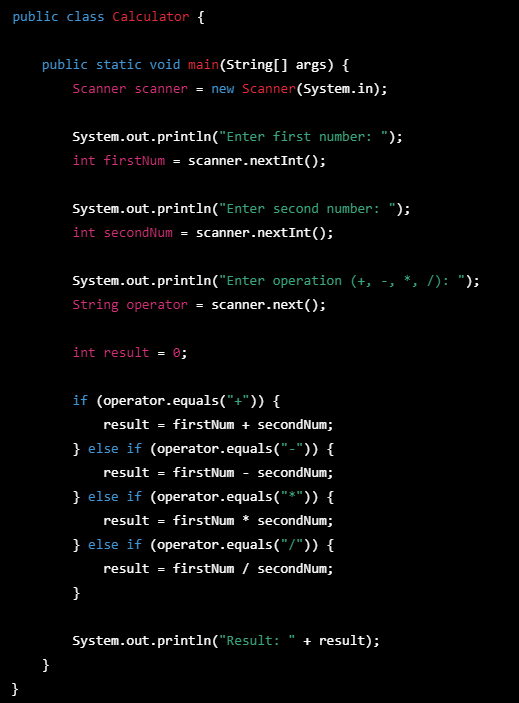 public class Calculator {
public static void main(String[] args) {
Scanner scanner = new Scanner(System.in);
System.out.println("Enter first number: ");
int firstNum = scanner.nextInt();
System.out.println("Enter second number: ");
int secondNum = scanner.nextInt();
System.out.println("Enter operation (+, -, *, /): ");
String operator = scanner.next();
int result = 0;
if (operator.equals("+")) {
result = firstNum + secondNum;
} else if (operator.equals("-")) {
result = firstNum - secondNum;
} else if (operator.equals("*")) {
result = firstNum * secondNum;
} else if (operator.equals("/")) {
result = firstNum / secondNum;
}
System.out.println("Result: " + result);
}
}